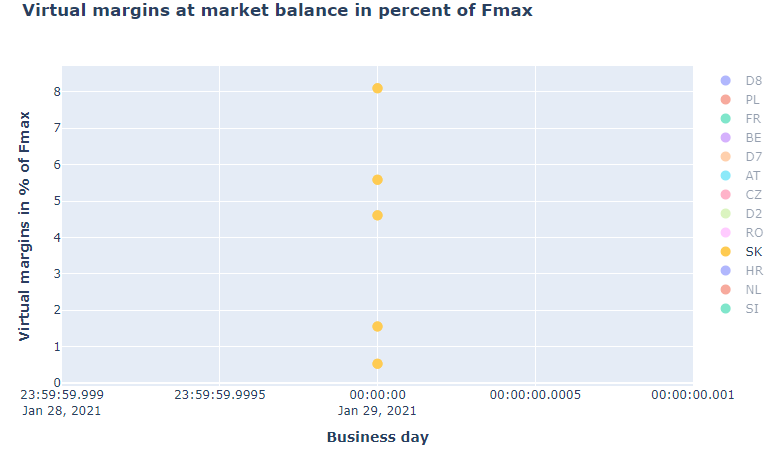 Virtual margins at market balance in percent of Fmax
Virtual margins in % of Fmax
8
7
6
5
4
3
2
1
0
23:59:59.999
Jan 28, 2021
23:59:59.9995
00:00:00
Jan 29, 2021
00:00:00.0005
00:00:00.001
Business day
D8
PL
FR
BE
D7
AT
CZ
D2
RO
SK
HR
NL
SI